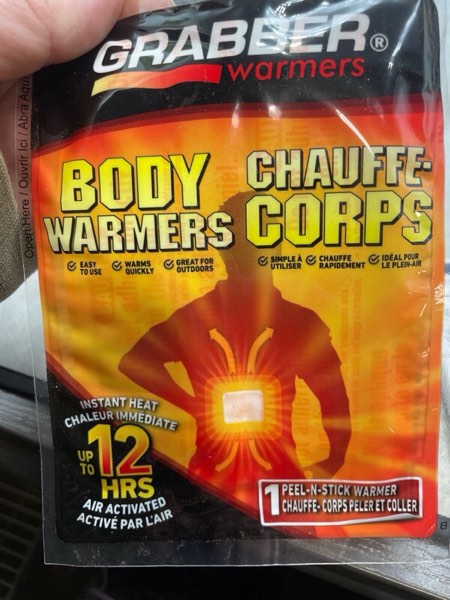 GRABBER®
warmers
BODY
WARMERS
CHAUFFE-
CORPS
EASY
TO USE
WARMS
QUICKLY
GREAT FOR
OUTDOORS
SIMPLE À
UTILISER
CHAUFFE
RAPIDEMENT
IDÉAL POUR
LE PLEIN-AIR
Open Here / Ouvrir Ici / Abra Aqu
INSTANT HEAT
CHALEUR IMMÉDIATE
UP
TO
12
HRS
AIR ACTIVATED
ACTIVÉ PAR L'AIR
1
PEEL-N-STICK WARMER
CHAUFFE- CORPS PELER ET COLLER